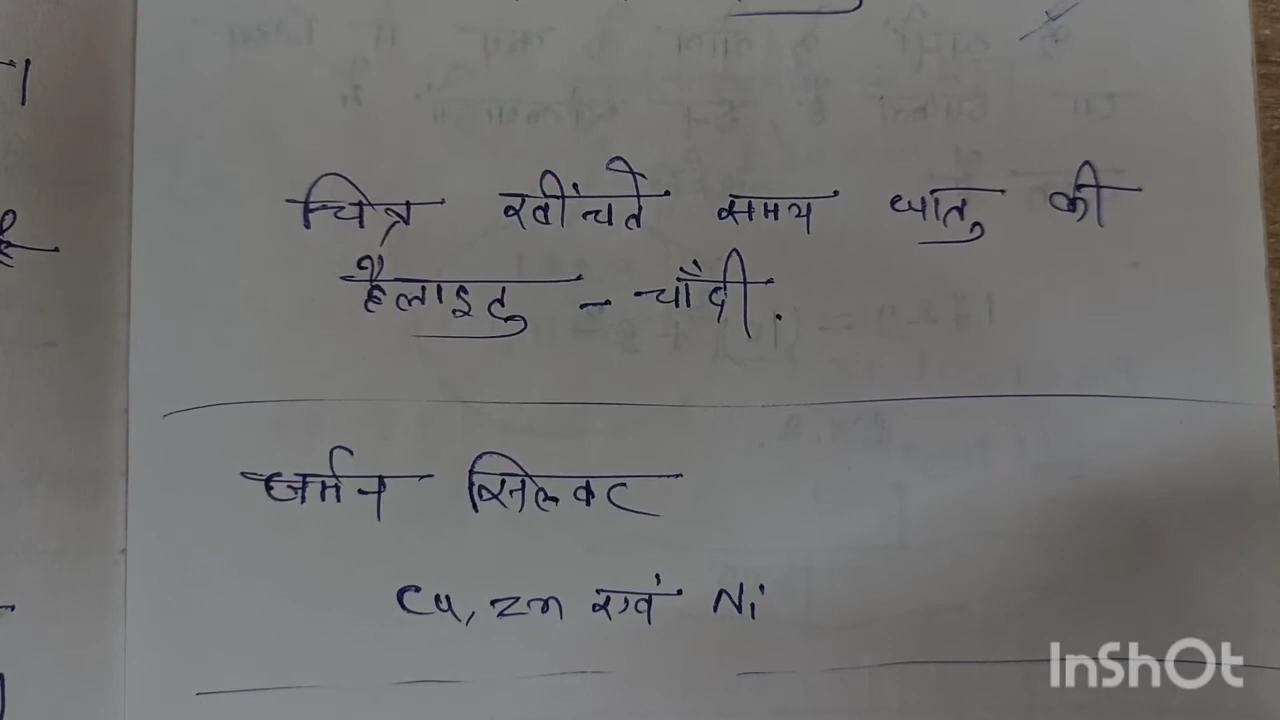 चित्र खींचते समय धातु की
हैलाइड - चाँदी.
जर्मन सिल्वर
Cu, Zn एवं Ni
InShOt